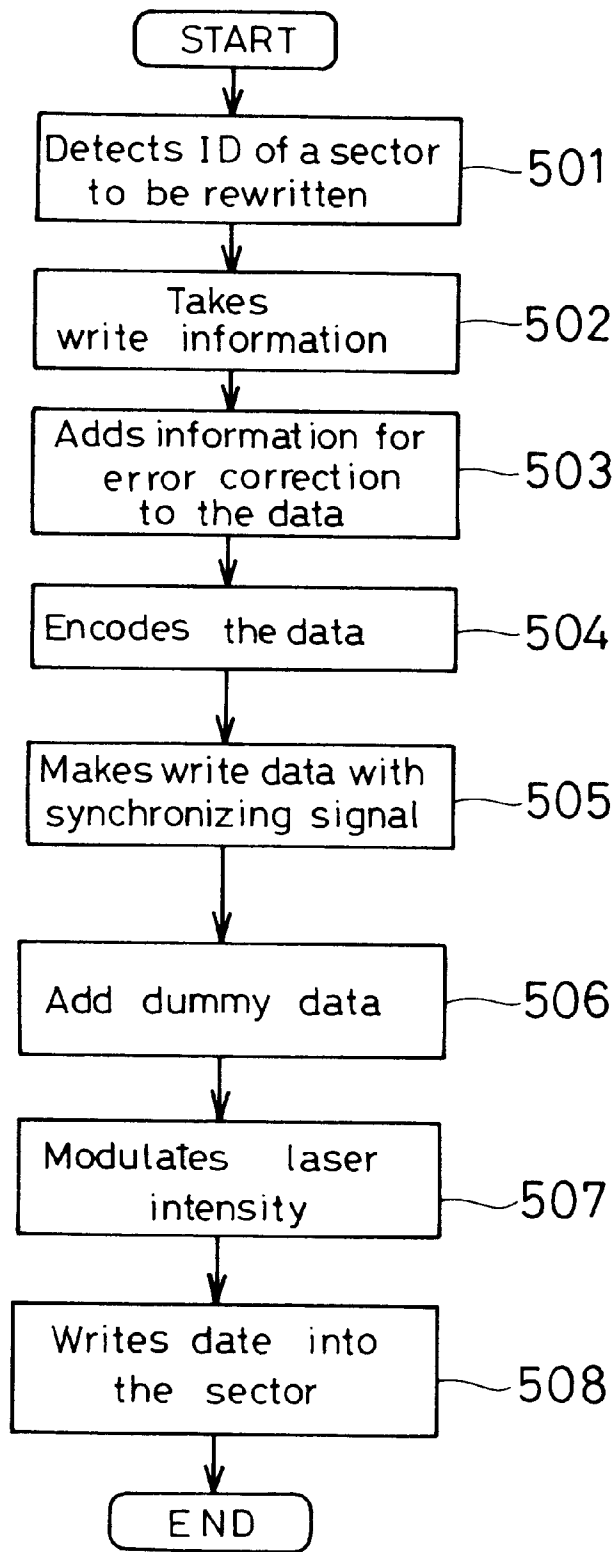 START
Detects ID of a sector
to be rewritten
501
Takes
write information
502
Adds information for
error correction
to the data
503
Encodes the data
504
Makes write data with
synchronizing signal
505
Add dummy data
506
Modulates laser
intensity
507
Writes date into
the sector
508
END